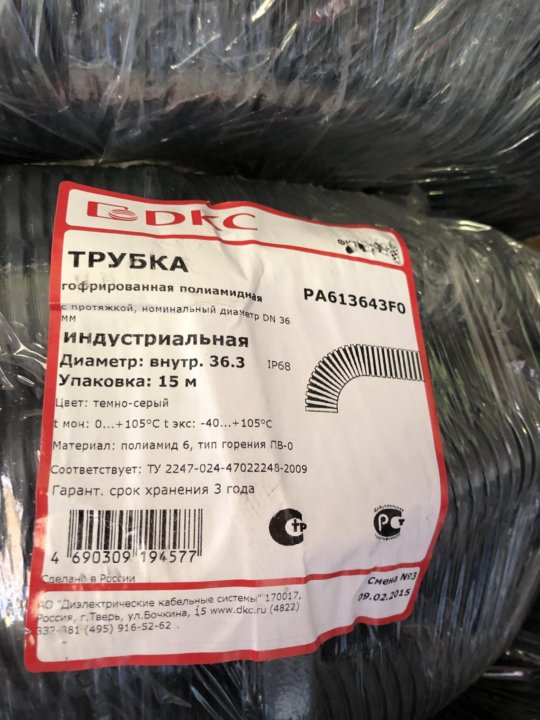 DKC
ТРУБКА
гофрированная полиамидная
PA613643F0
с протяжкой, номинальный диаметр DN 36
мм
индустриальная
Диаметр: внутр. 36.3 IP68
Упаковка: 15 м
Цвет: темно-серый
t мон: 0...+105°С t экс: -40...+105°С
Материал: полиамид 6, тип горения ПВ-0
Соответствует: ТУ 2247-024-47022248-2009
Гарант. срок хранения 3 года
4 690309 194577
Сделано в России
Смена №3
09.02.2015
АО "Диэлектрические кабельные системы" 170017,
Россия, г.Тверь, ул.Бочкина, 15 www.dkc.ru (4822)
(495) 916-52-62